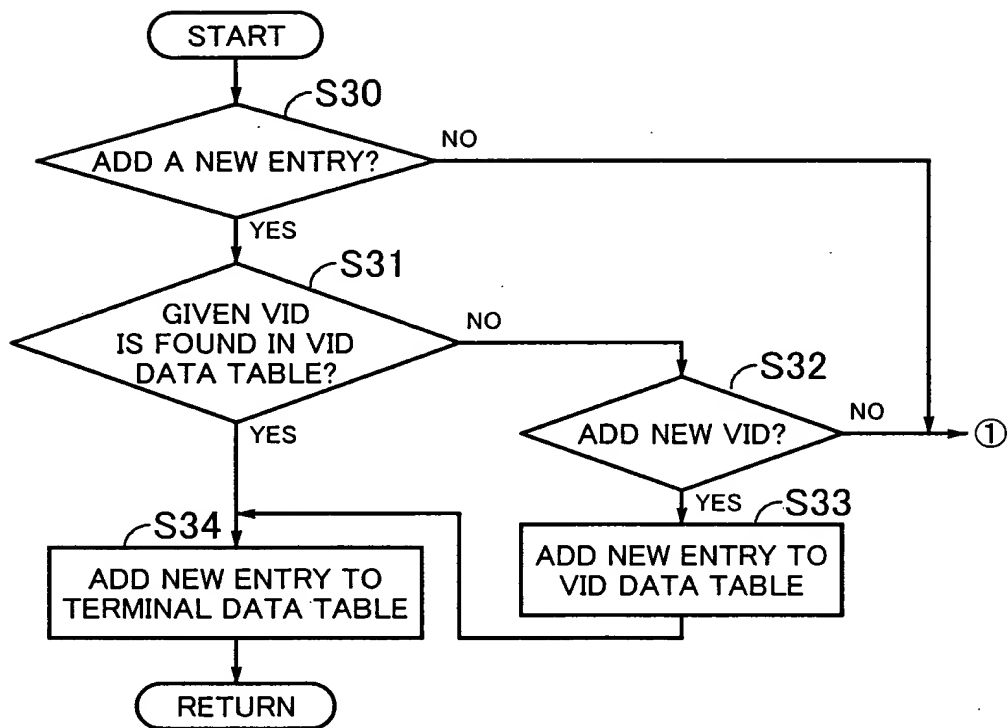 START
S30
ADD A NEW ENTRY?
NO
YES
S31
GIVEN VID
IS FOUND IN VID
DATA TABLE?
NO
YES
S32
ADD NEW VID?
NO
①
YES
S33
ADD NEW ENTRY TO
VID DATA TABLE
S34
ADD NEW ENTRY TO
TERMINAL DATA TABLE
RETURN